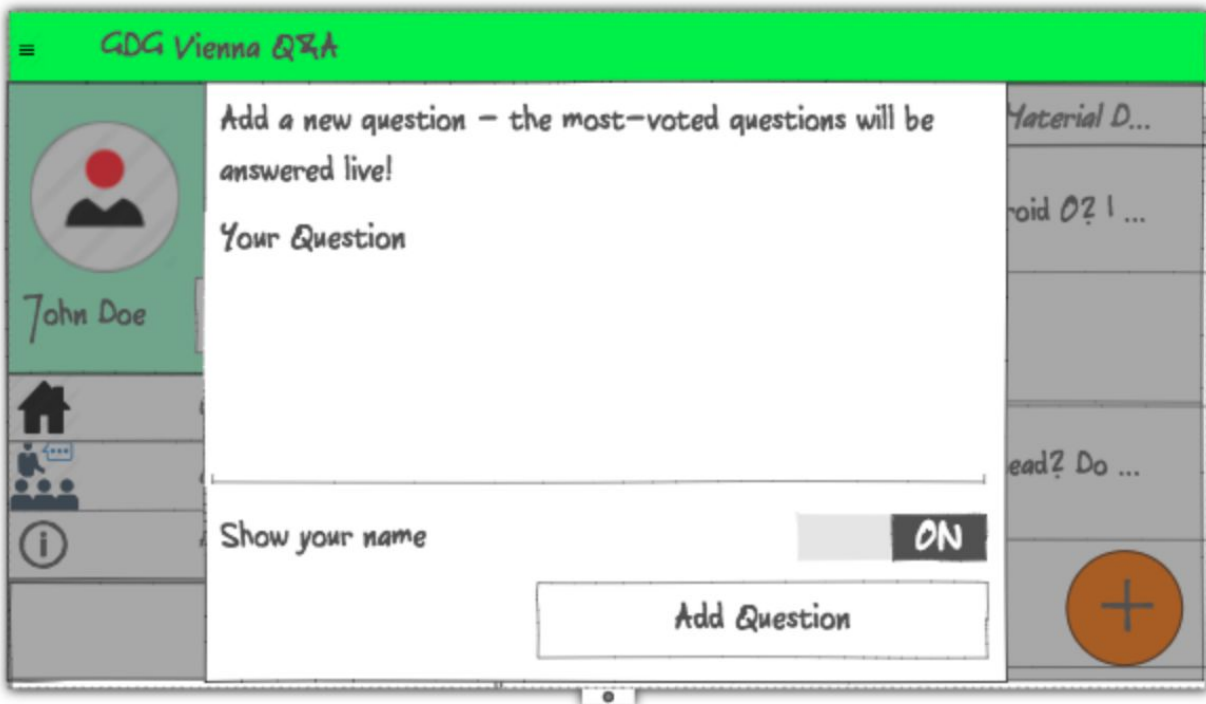 GDG Vienna Q&A
Add a new question – the most-voted questions will be
answered live!
Your Question
Material D...
roid O? I ...
John Doe
ead? Do ...
Show your name
ON
Add Question